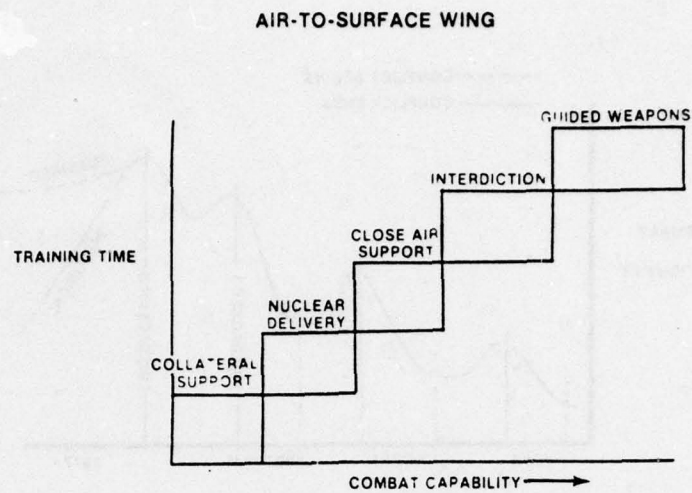 AIR-TO-SURFACE WING
GUIDED WEAPONS
INTERDICTION
CLOSE AIR
SUPPORT
TRAINING TIME
NUCLEAR
DELIVERY
COLLATERAL
SUPPORT
COMBAT CAPABILITY